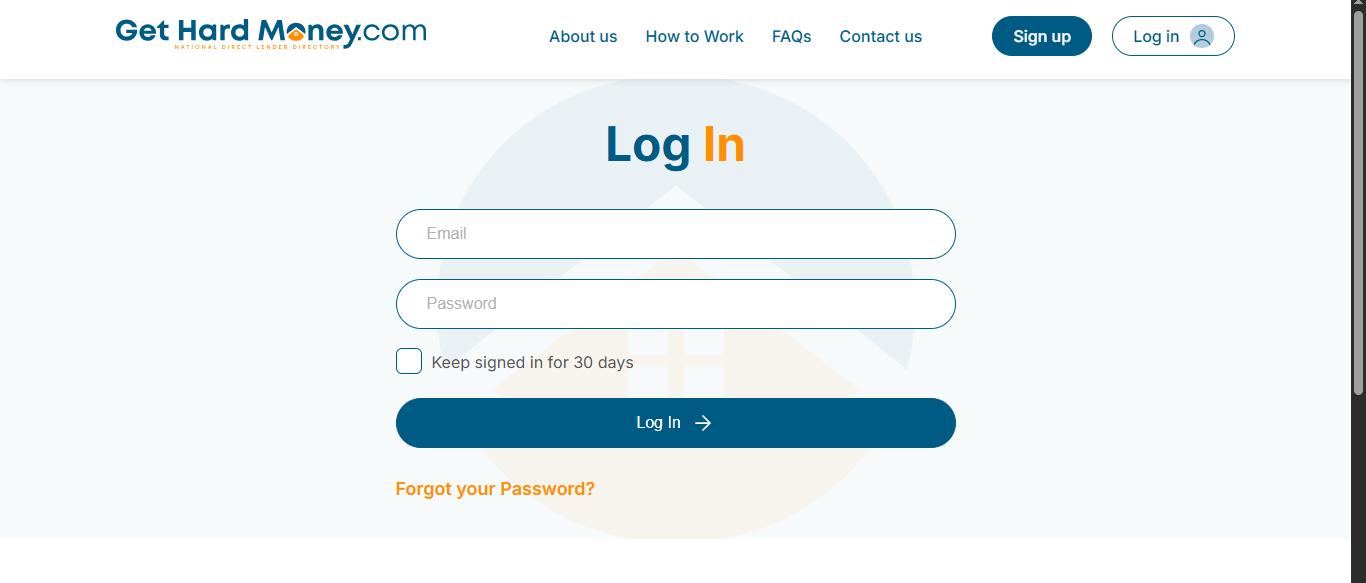 Get Hard Money.com
NATIONAL DIRECT LENDER DIRECTORY
About us How to Work FAQs Contact us Sign up Log in
Log In
Email
Password
Keep signed in for 30 days
Log In
Forgot your Password?